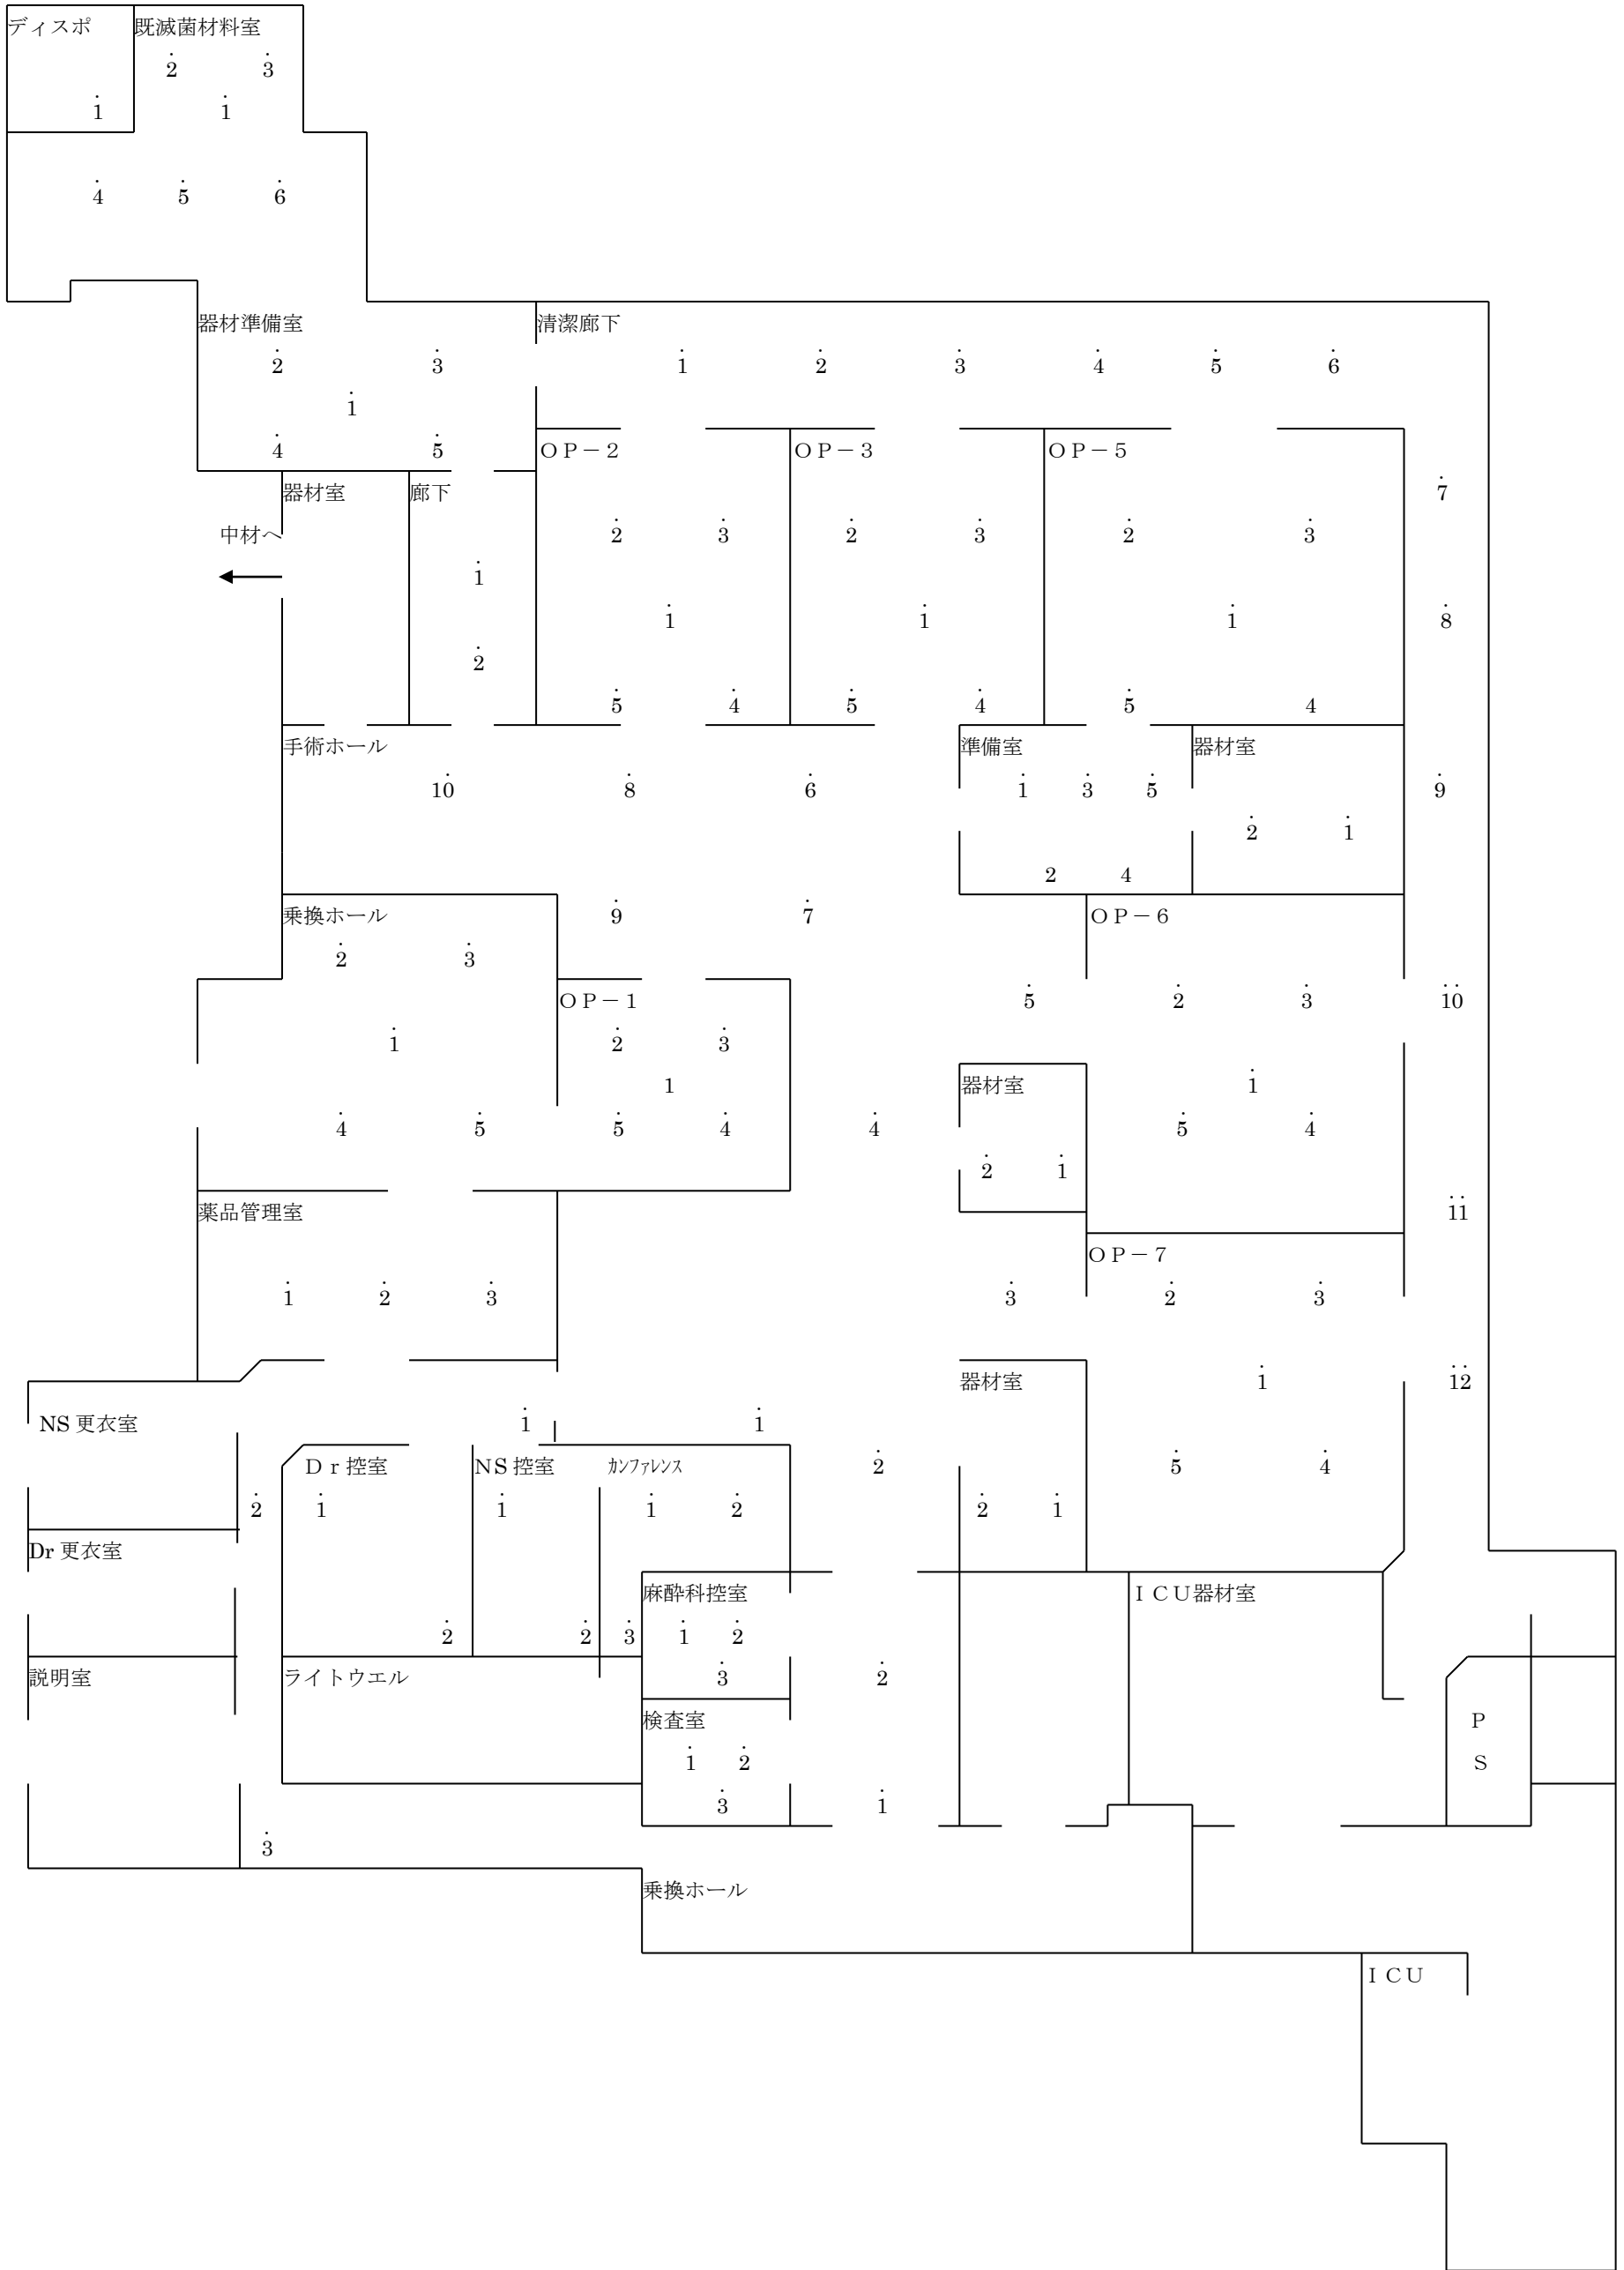 ディスポ 既滅菌材料室
2 3
1 1
4 5 6
器材準備室 清潔廊下
2 3 1 2 3 4 5 6
1
4 5 OP－2 OP－3 OP－5
器材室 廊下 7
中材へ 2 3 2 3 2 3
1
1 1 1 8
2
5 4 5 4 5 4
手術ホール 準備室 器材室
10 8 6 1 3 5 9
2 1
2 4
乗換ホール 9 7 OP－6
2 3
OP－1 5 2 3 10
1 2 3
1 器材室 1
4 5 5 4 4 5 4
2 1
薬品管理室 11
OP－7
1 2 3 3 2 3
器材室 1 12
NS 更衣室 1 1
Ｄｒ控室 NS 控室 ｶﾝﾌｧﾚﾝｽ 2 5 4
2 1 1 1 2 2 1
Dr 更衣室
麻酔科控室 ＩＣＵ器材室
2 2 3 1 2
説明室 ライトウエル 3 2
検査室 Ｐ
1 2 Ｓ
3 1
3
乗換ホール
ＩＣＵ